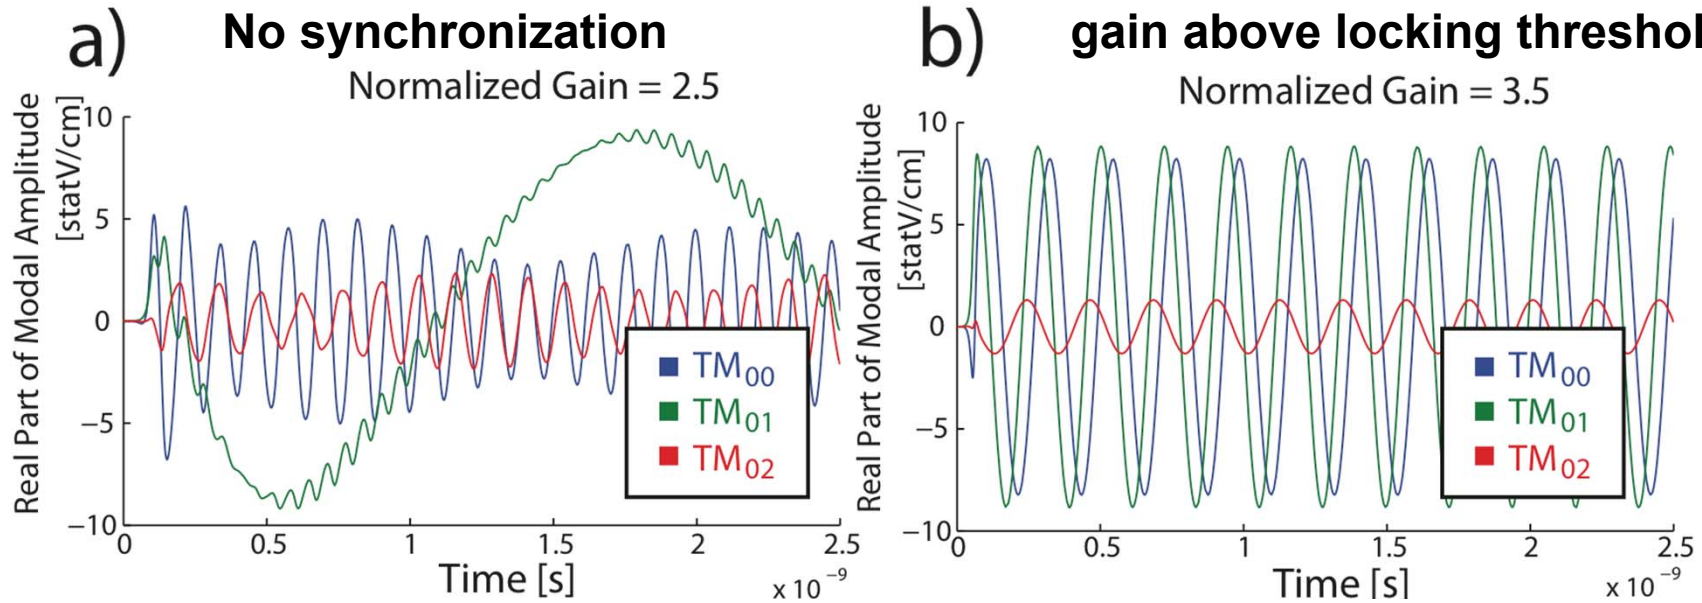 a) No synchronization
Normalized Gain = 2.5
Real Part of Modal Amplitude
[statV/cm]
10
5
0
−5
−10
0 0.5 1 1.5 2 2.5
Time [s]
x 10⁻⁹
TM₀₀
TM₀₁
TM₀₂
b) gain above locking threshol
Normalized Gain = 3.5
Real Part of Modal Amplitude
[statV/cm]
10
5
0
−5
−10
0 0.5 1 1.5 2 2.5
Time [s]
x 10⁻⁹
TM₀₀
TM₀₁
TM₀₂